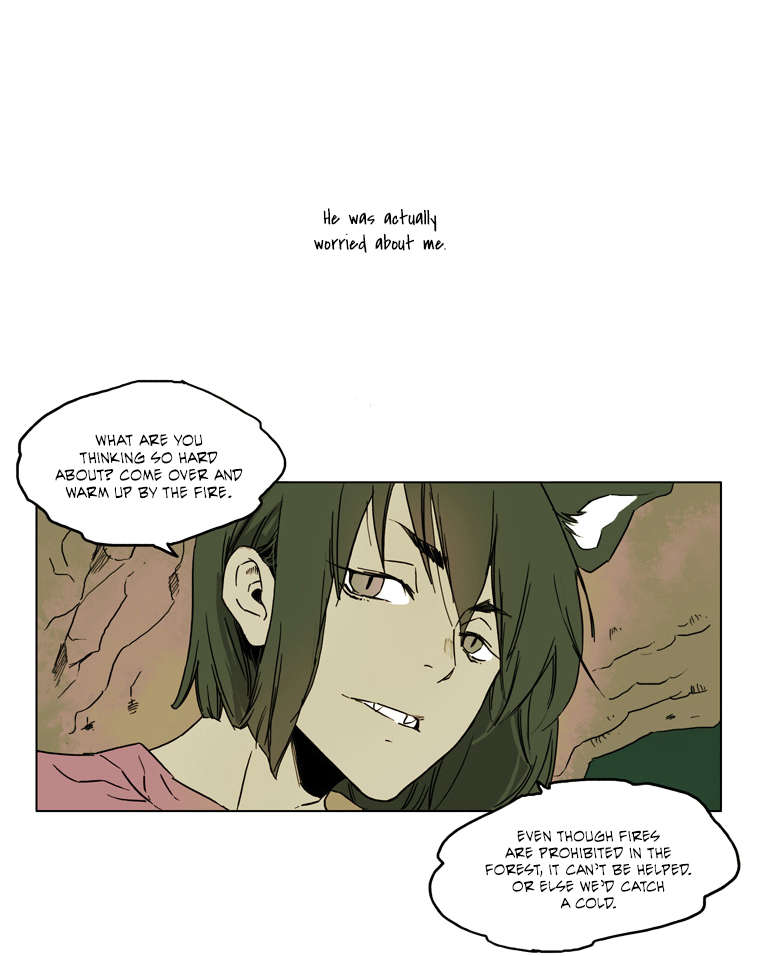 He was actually
worried about me.
WHAT ARE YOU
THINKING SO HARD
ABOUT? COME OVER AND
WARM UP BY THE FIRE.
EVEN THOUGH FIRES
ARE PROHIBITED IN THE
FOREST, IT CAN'T BE HELPED.
OR ELSE WE'D CATCH
A COLD.